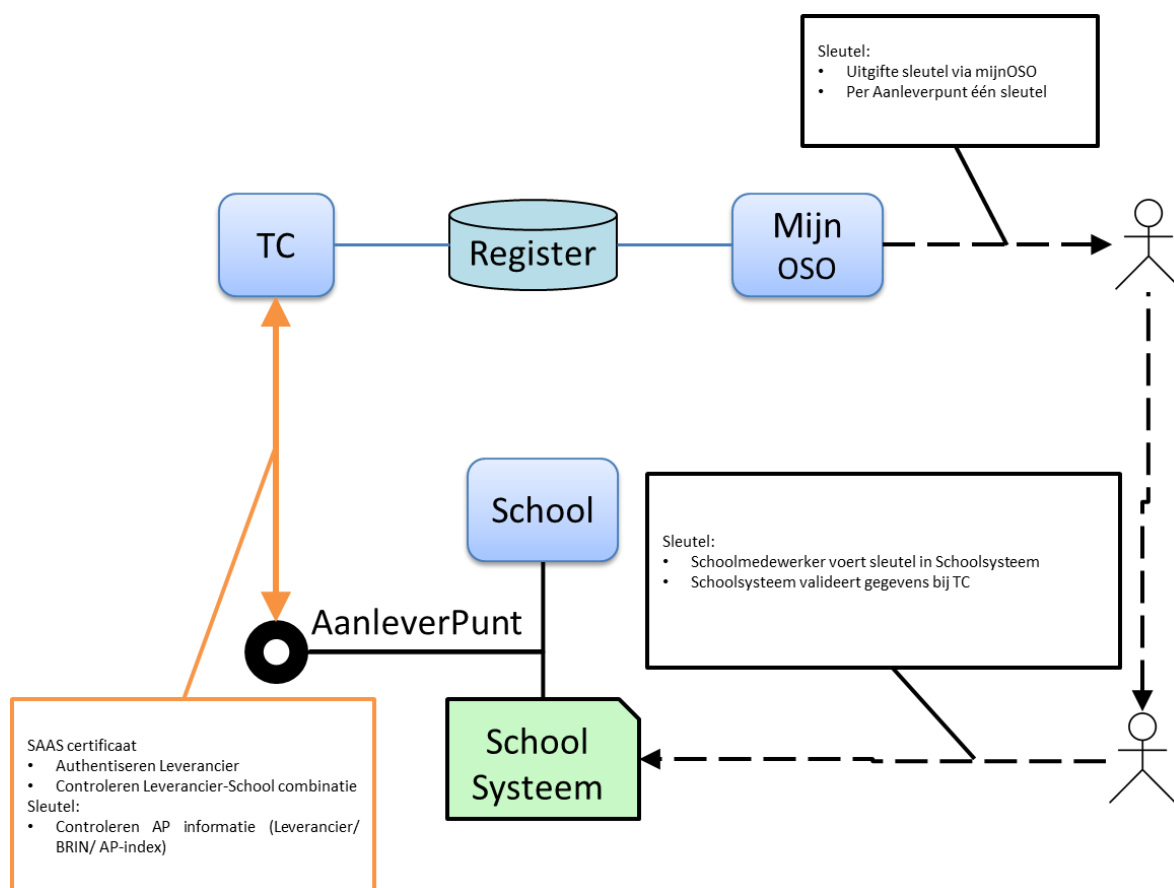 Sleutel:
• Uitgifte sleutel via mijnOSO
• Per Aanleverpunt één sleutel
TC
Register
Mijn
OSO
School
Sleutel:
• Schoolmedewerker voert sleutel in Schoolsysteem
• Schoolsysteem valideert gegevens bij TC
AanleverPunt
School
Systeem
SAAS certificaat
• Authentiseren Leverancier
• Controleren Leverancier-School combinatie
Sleutel:
• Controleren AP informatie (Leverancier/
BRIN/ AP-index)